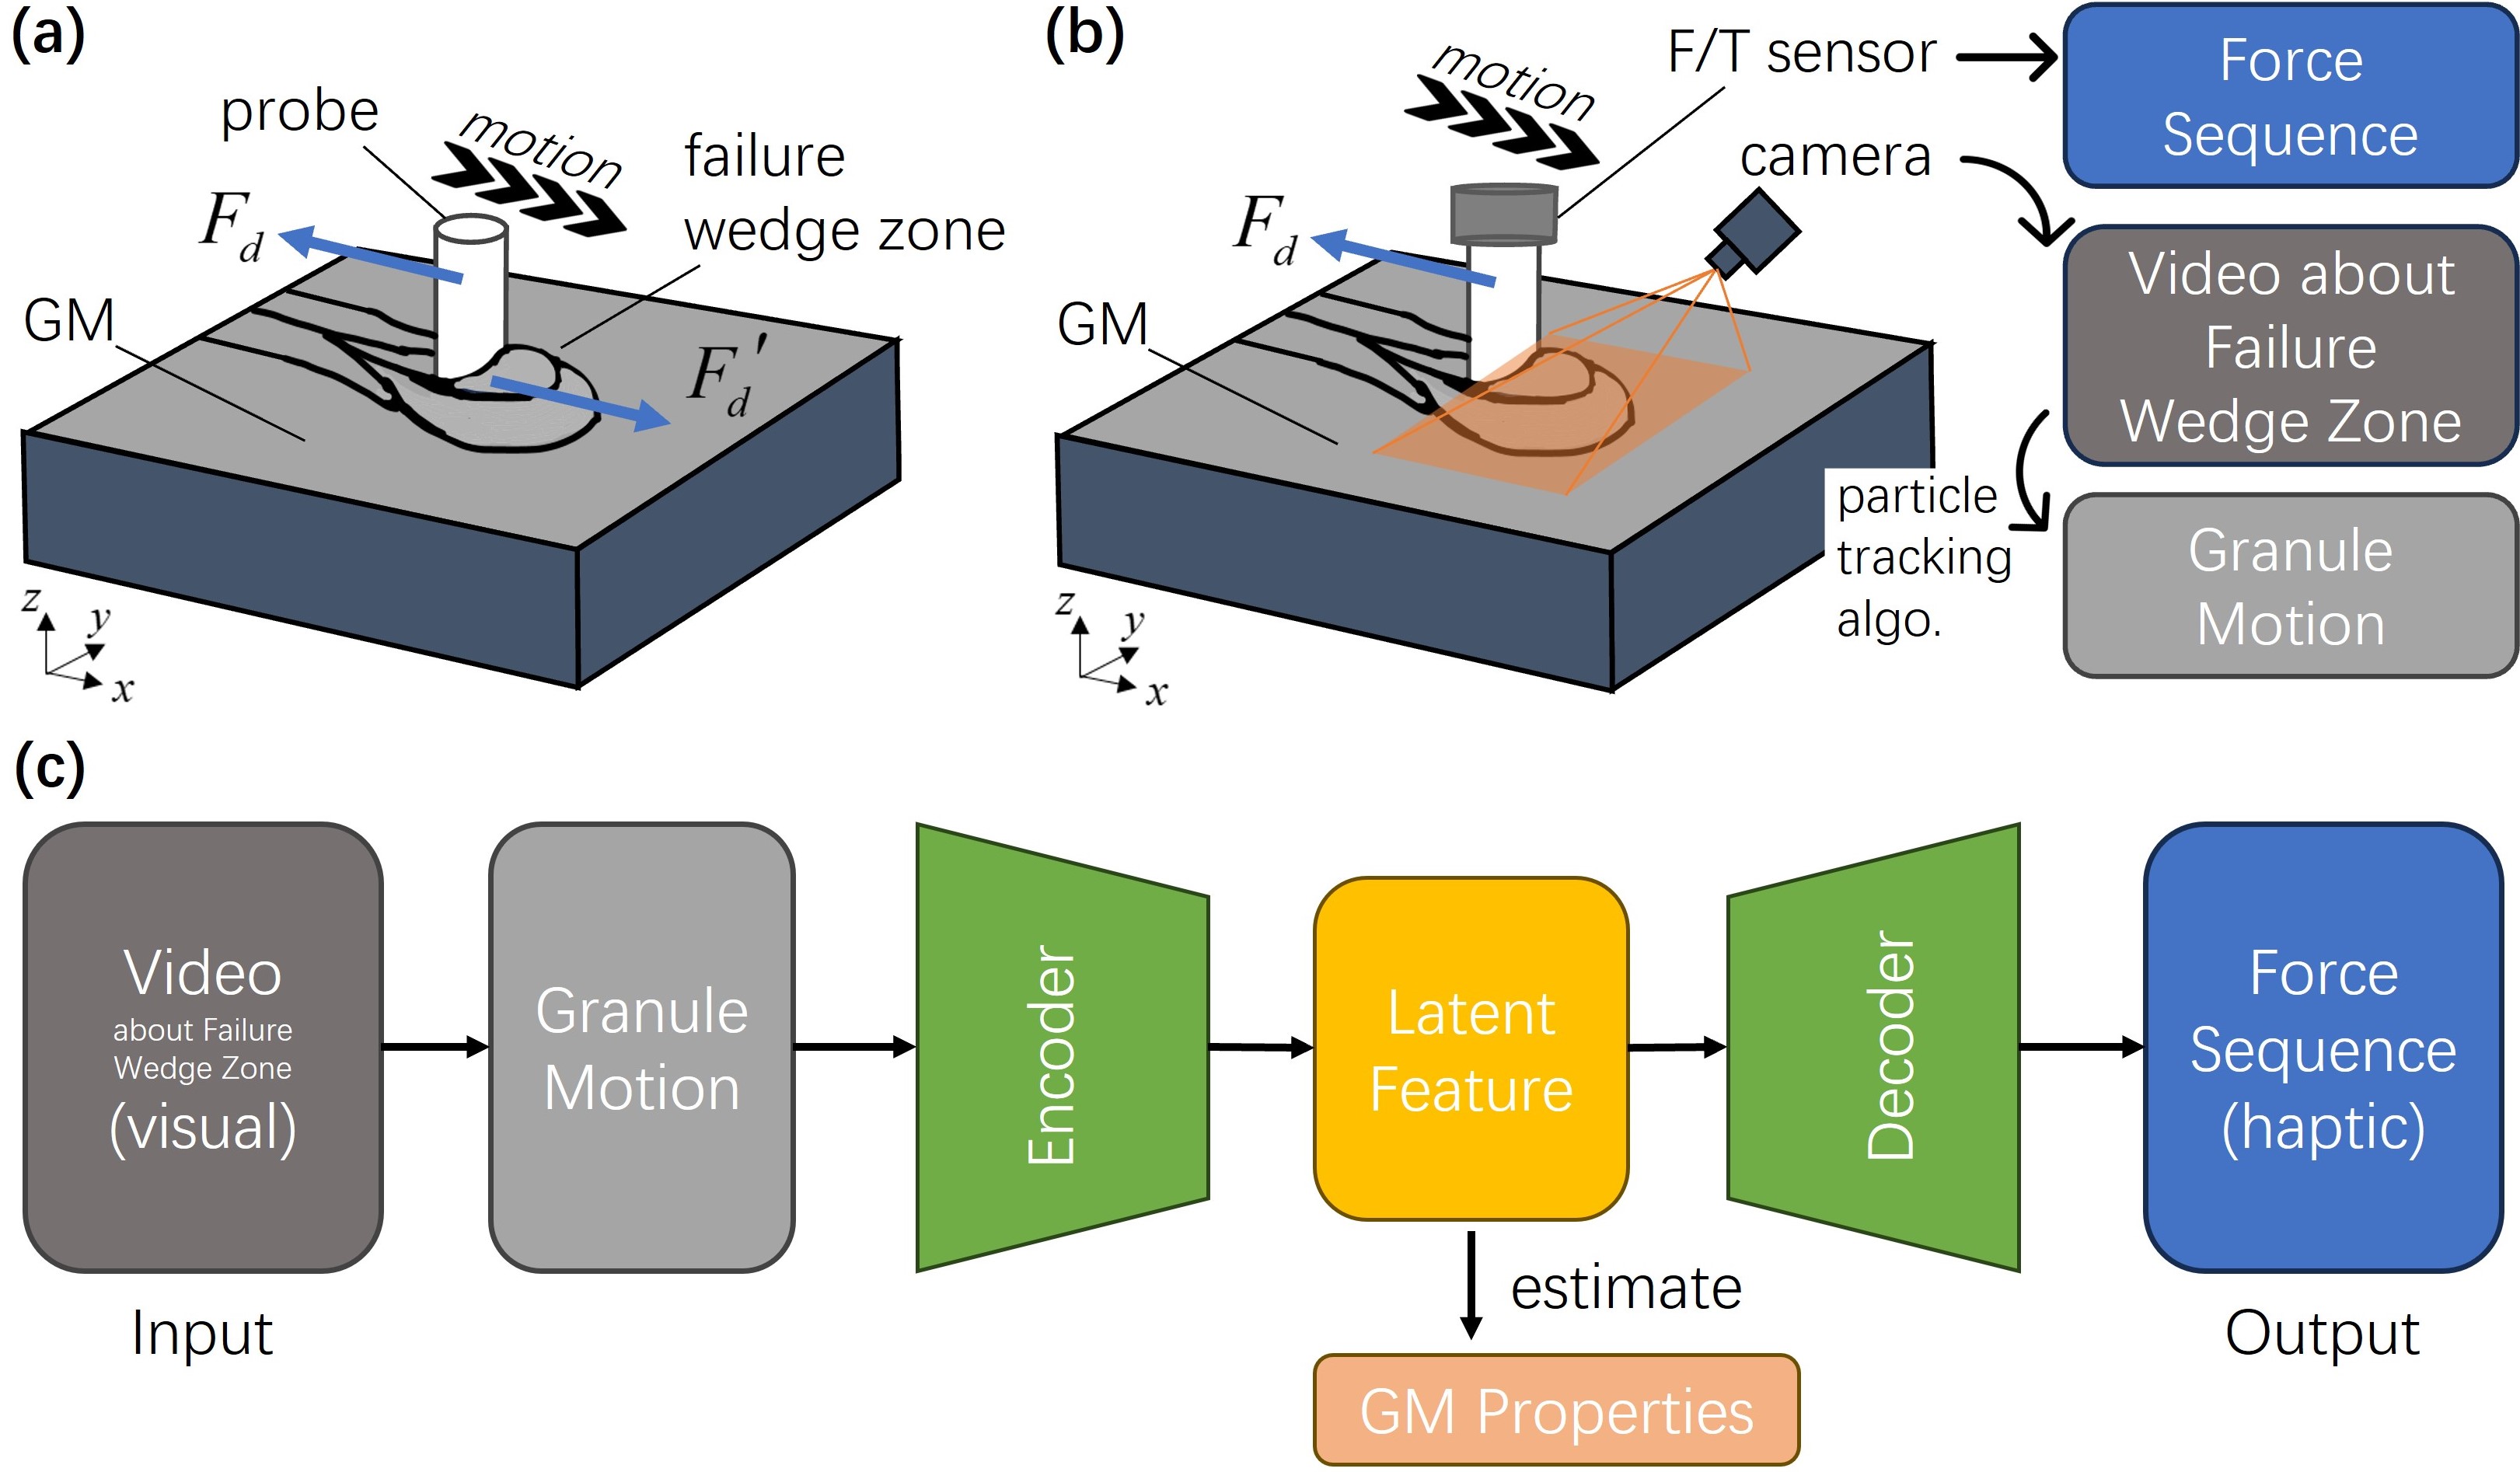 (a)
probe
motion
failure
wedge zone
F_d
GM
F_d'
z
y
x
(b)
F/T sensor
motion
camera
F_d
GM
particle
tracking
algo.
z
y
x
Force
Sequence
Video about
Failure
Wedge Zone
Granule
Motion
(c)
Video
about Failure
Wedge Zone
(visual)
Input
Granule
Motion
Encoder
Latent
Feature
estimate
GM Properties
Decoder
Force
Sequence
(haptic)
Output